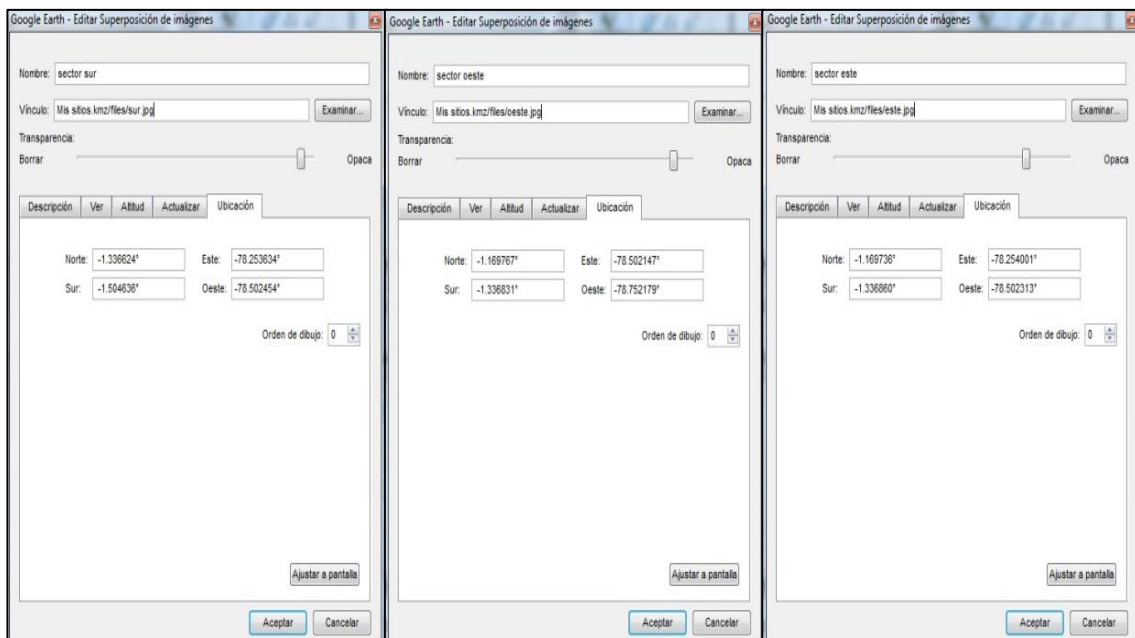 Google Earth - Editar Superposición de imágenes
Nombre: sector sur
Vínculo: Mis sitios.kmz/files/sur.jpg Examinar...
Transparencia:
Borrar Opaca
Descripción Ver Altitud Actualizar Ubicación
Norte: -1.336624° Este: -78.253634°
Sur: -1.504636° Oeste: -78.502454°
Orden de dibujo: 0
Ajustar a pantalla
Aceptar Cancelar
Google Earth - Editar Superposición de imágenes
Nombre: sector oeste
Vínculo: Mis sitios.kmz/files/oeste.jpg Examinar...
Transparencia:
Borrar Opaca
Descripción Ver Altitud Actualizar Ubicación
Norte: -1.169767° Este: -78.502147°
Sur: -1.336831° Oeste: -78.752179°
Orden de dibujo: 0
Ajustar a pantalla
Aceptar Cancelar
Google Earth - Editar Superposición de imágenes
Nombre: sector este
Vínculo: Mis sitios.kmz/files/este.jpg Examinar...
Transparencia:
Borrar Opaca
Descripción Ver Altitud Actualizar Ubicación
Norte: -1.169736° Este: -78.254001°
Sur: -1.336860° Oeste: -78.502313°
Orden de dibujo: 0
Ajustar a pantalla
Aceptar Cancelar